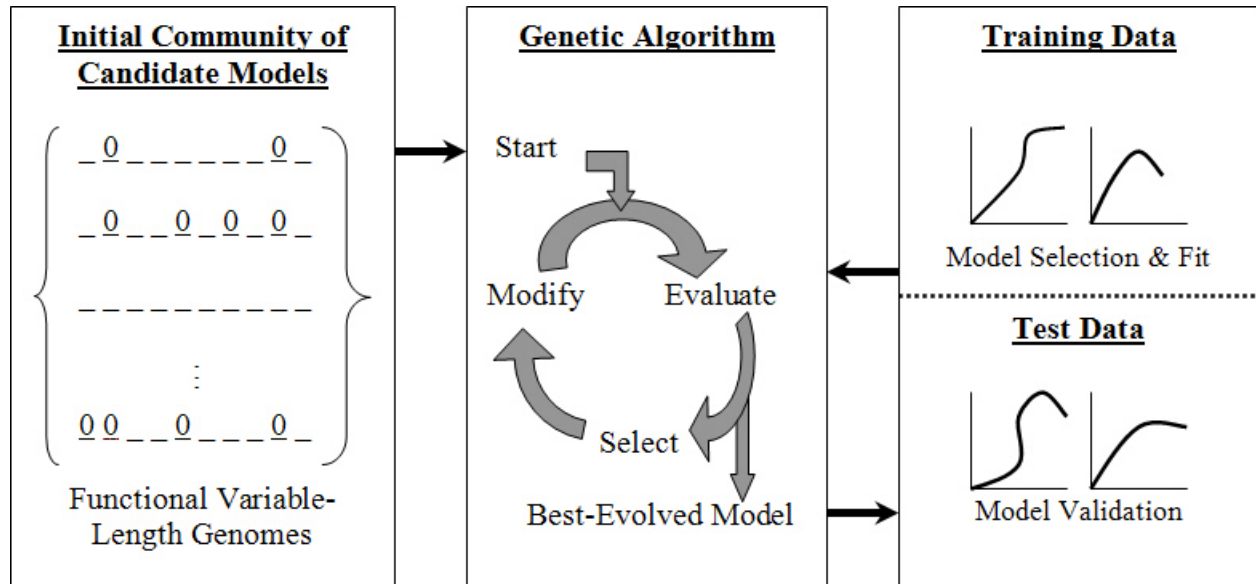 Initial Community of
Candidate Models
_ 0 _ _ _ _ _ _ 0 _
_ 0 _ _ 0 _ 0 _ 0 _
_ _ _ _ _ _ _ _ _ _
⋮
0 0 _ _ 0 _ _ _ 0 _
Functional Variable-
Length Genomes
Genetic Algorithm
Start
Modify
Evaluate
Select
Best-Evolved Model
Training Data
Model Selection & Fit
Test Data
Model Validation